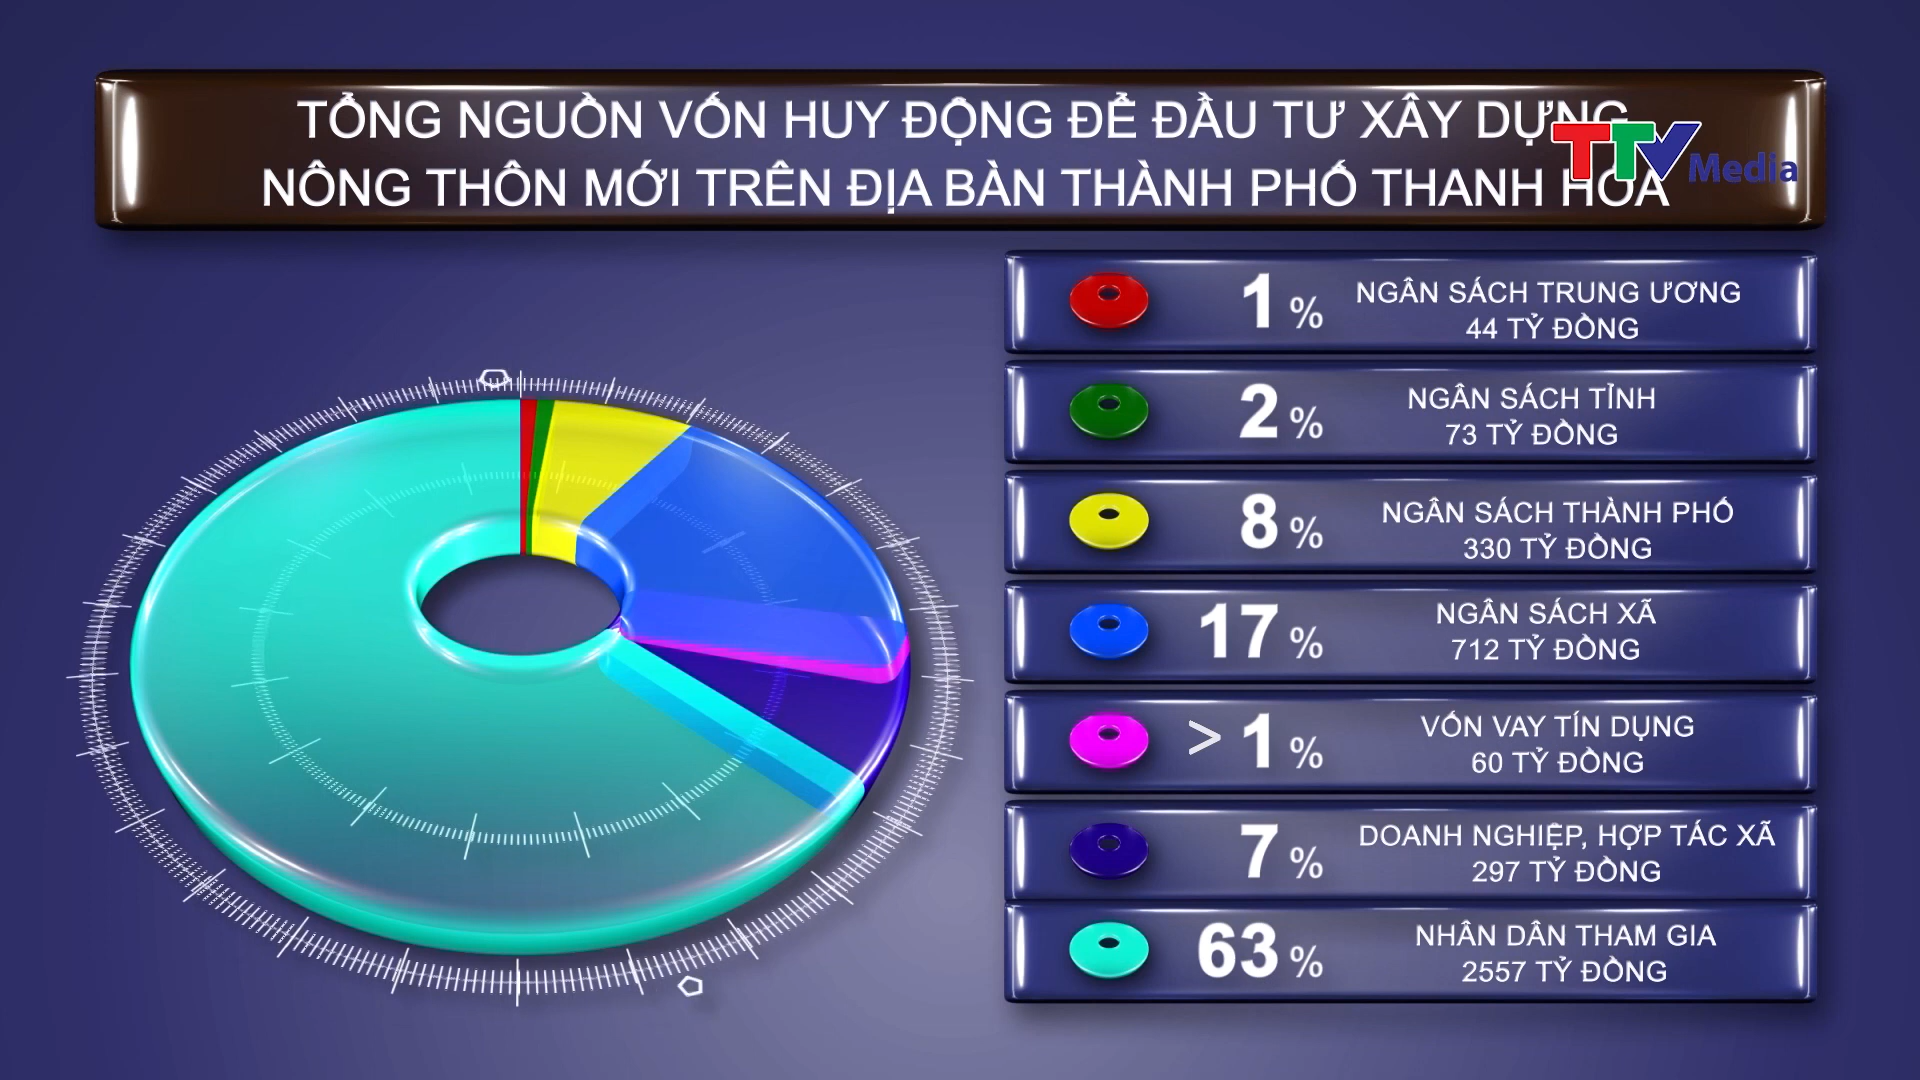 TỔNG NGUỒN VỐN HUY ĐỘNG ĐỂ ĐẦU TƯ XÂY DỰNG
NÔNG THÔN MỚI TRÊN ĐỊA BÀN THÀNH PHỐ THANH HÓA
TTV Media
1 %
NGÂN SÁCH TRUNG ƯƠNG
44 TỶ ĐỒNG
2 %
NGÂN SÁCH TỈNH
73 TỶ ĐỒNG
8 %
NGÂN SÁCH THÀNH PHỐ
330 TỶ ĐỒNG
17 %
NGÂN SÁCH XÃ
712 TỶ ĐỒNG
> 1 %
VỐN VAY TÍN DỤNG
60 TỶ ĐỒNG
7 %
DOANH NGHIỆP, HỢP TÁC XÃ
297 TỶ ĐỒNG
63 %
NHÂN DÂN THAM GIA
2557 TỶ ĐỒNG